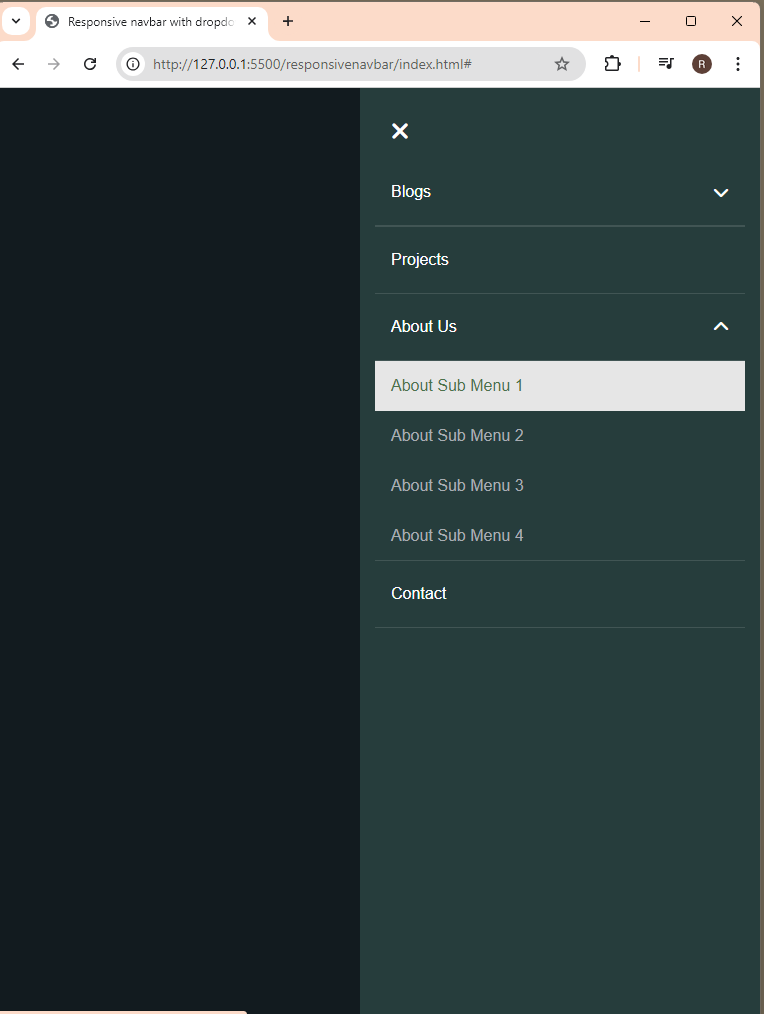 Responsive navbar with dropdo
http://127.0.0.1:5500/responsivenavbar/index.html#
R
Blogs
Projects
About Us
About Sub Menu 1
About Sub Menu 2
About Sub Menu 3
About Sub Menu 4
Contact